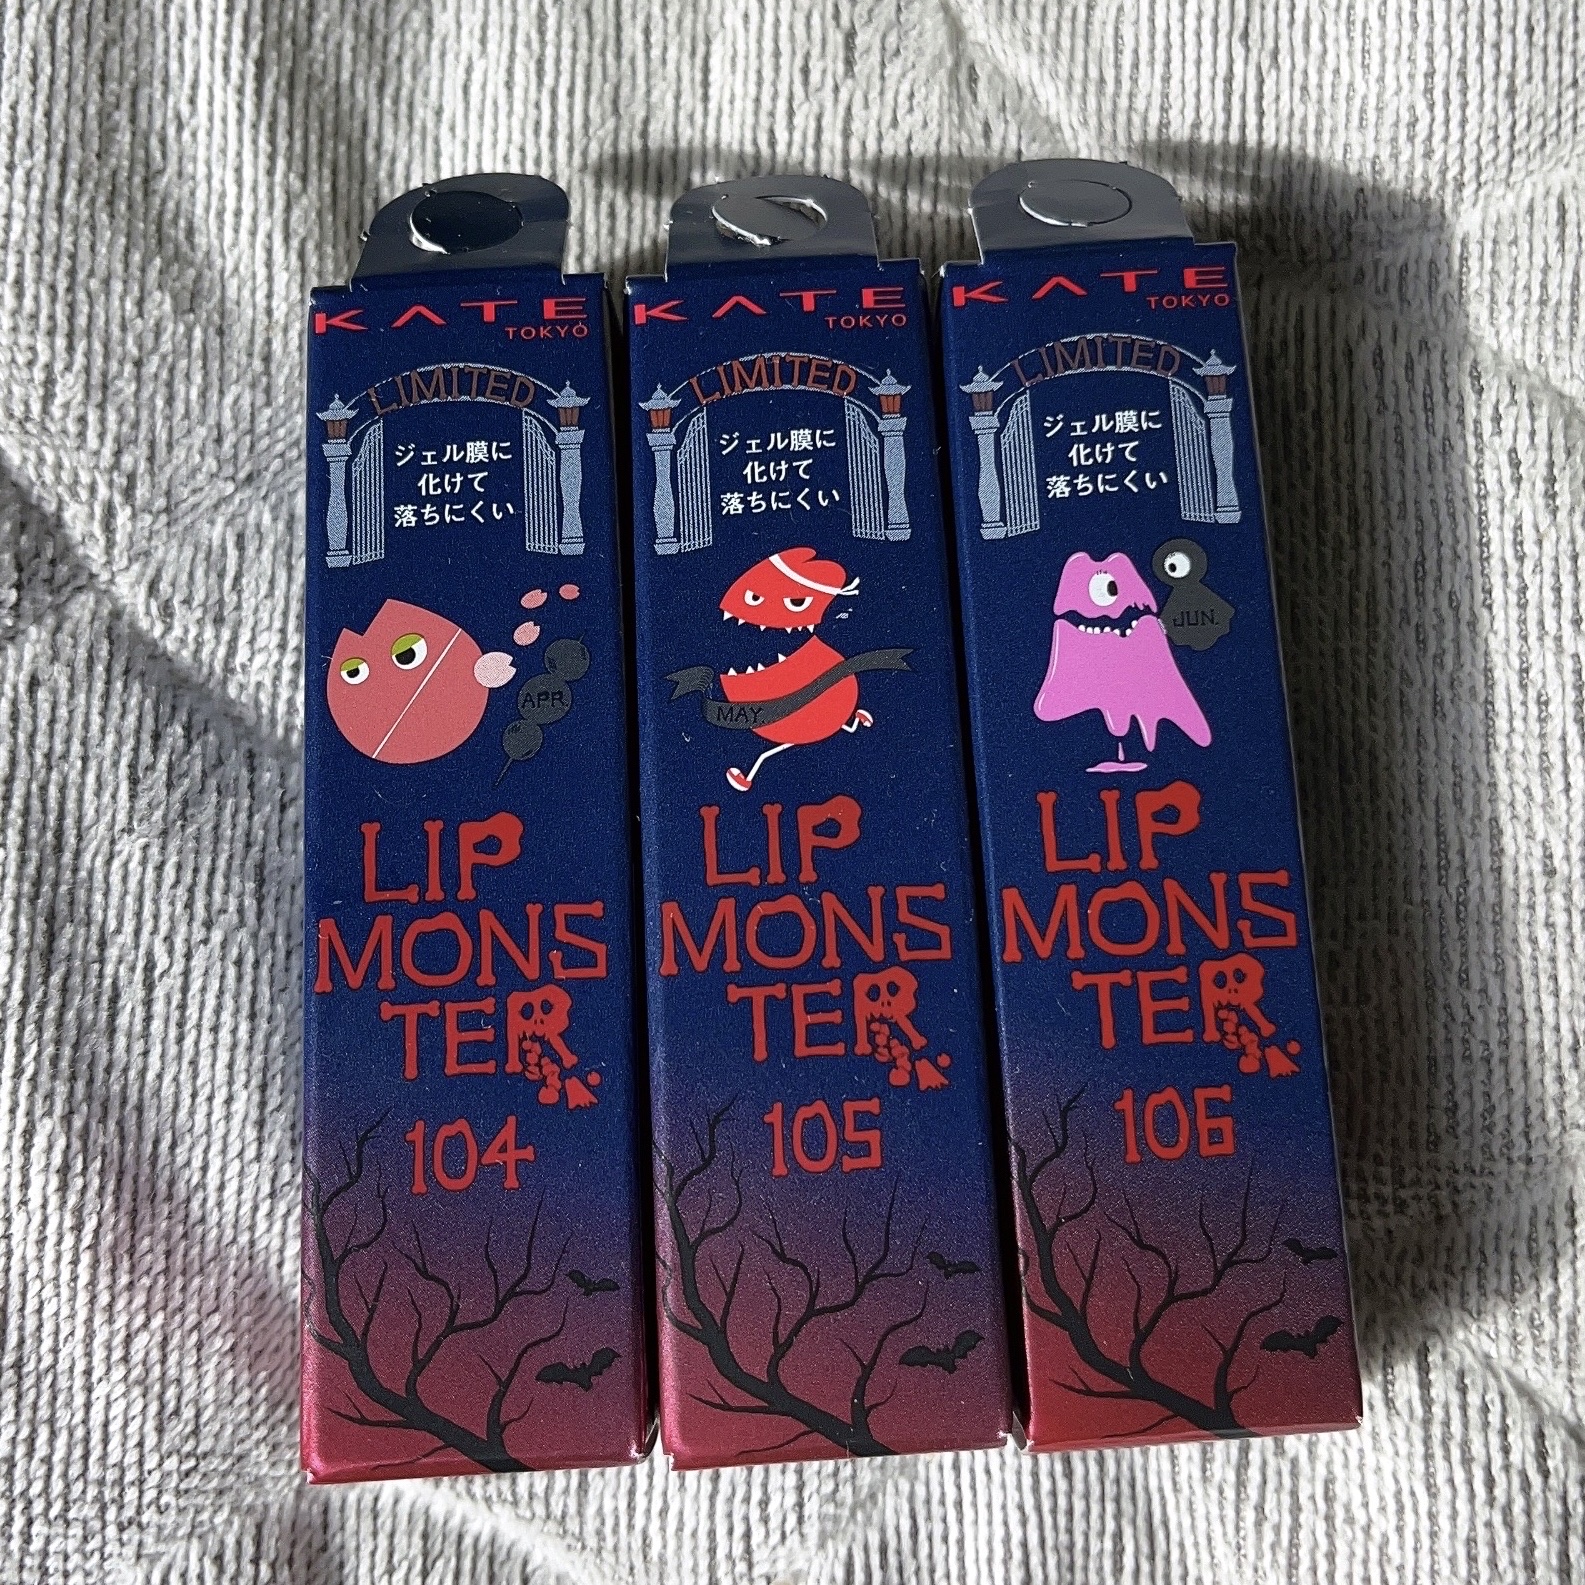 KATE
TOKYO
LIMITED
ジェル膜に
化けて
落ちにくい
APR.
LIP
MONS
TER
104
KATE
TOKYO
LIMITED
ジェル膜に
化けて
落ちにくい
MAY.
LIP
MONS
TER
105
KATE
TOKYO
LIMITED
ジェル膜に
化けて
落ちにくい
JUN.
LIP
MONS
TER
106